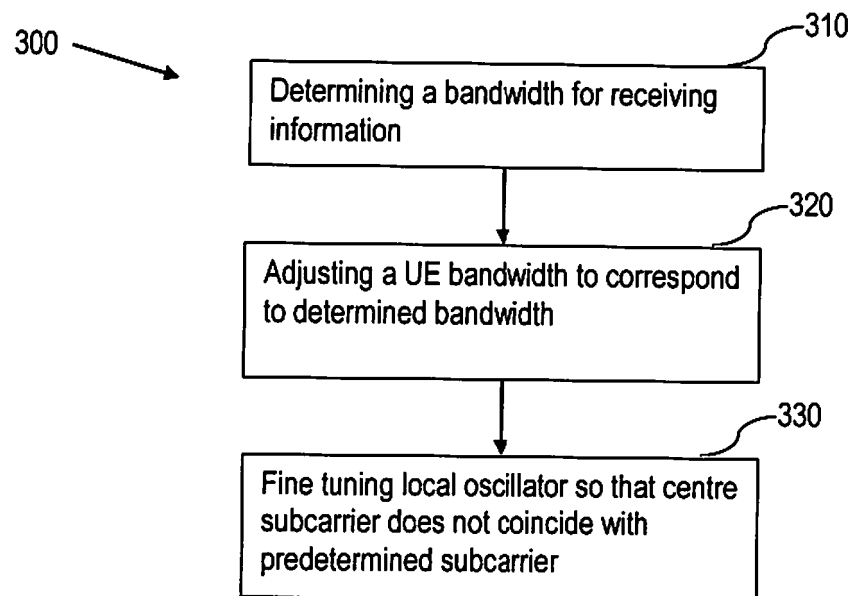 300
310
Determining a bandwidth for receiving
information
320
Adjusting a UE bandwidth to correspond
to determined bandwidth
330
Fine tuning local oscillator so that centre
subcarrier does not coincide with
predetermined subcarrier